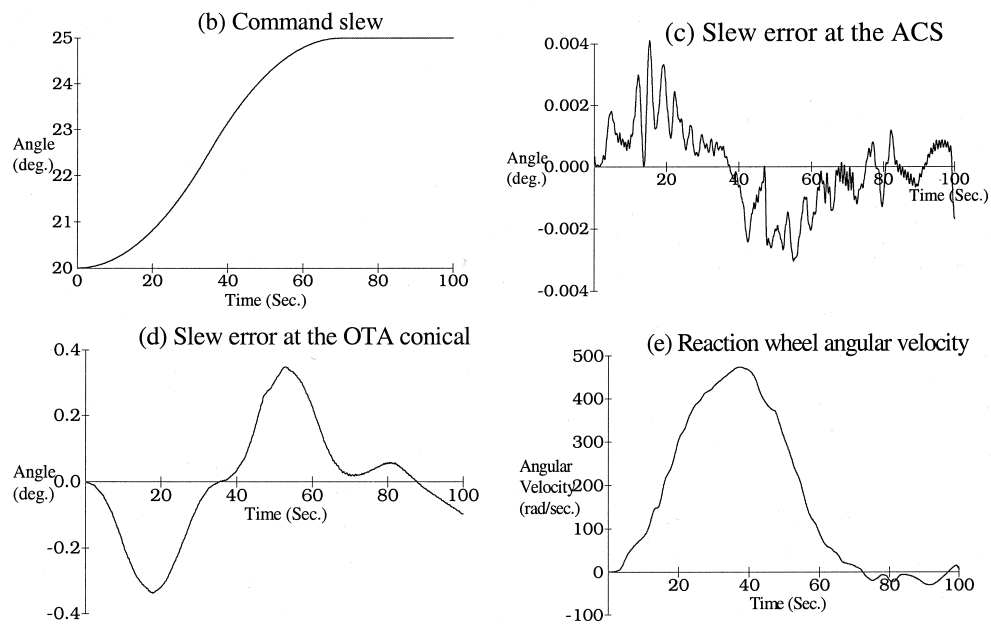 (b) Command slew
25
24
23
22
21
20
Angle
(deg.)
0 20 40 60 80 100
Time (Sec.)
(c) Slew error at the ACS
0.004
0.002
0.000
-0.002
-0.004
Angle
(deg.)
20 40 60 80 100
Time (Sec.)
(d) Slew error at the OTA conical
0.4
0.2
0.0
-0.2
-0.4
Angle
(deg.)
20 40 60 80 100
Time (Sec.)
(e) Reaction wheel angular velocity
500
400
300
200
100
0
-100
Angular
Velocity
(rad/sec.)
20 40 60 80 100
Time (Sec.)